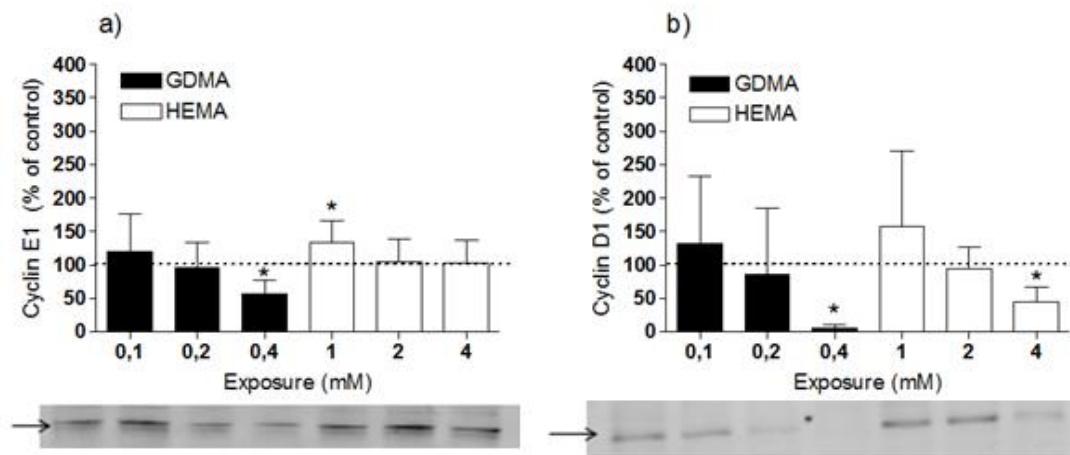 a)
400
350
300
250
200
150
100
50
0
Cyclin E1 (% of control)
GDMA
HEMA
*
*
0,1 0,2 0,4 1 2 4
Exposure (mM)
b)
400
350
300
250
200
150
100
50
0
Cyclin D1 (% of control)
GDMA
HEMA
*
*
0,1 0,2 0,4 1 2 4
Exposure (mM)